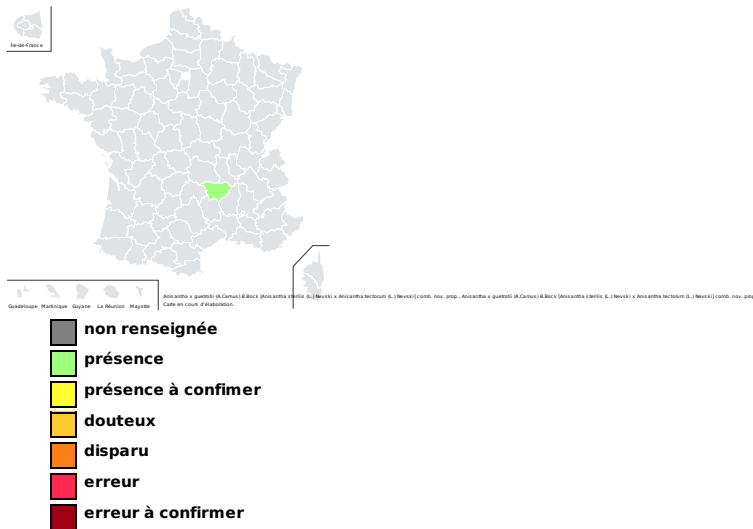 Île-de-France
Guadeloupe Martinique Guyane La Réunion Mayotte
Anisantha x guetrotii (A.Camus) B.Bock [Anisantha sterilis (L.) Nevski x Anisantha tectorum (L.) Nevski] comb. nov. prop., Anisantha x guetrotii (A.Camus) B.Bock [Anisantha sterilis (L.) Nevski x Anisantha tectorum (L.) Nevski] comb. nov. prop
Carte en cours d'élaboration.
non renseignée
présence
présence à confimer
douteux
disparu
erreur
erreur à confirmer